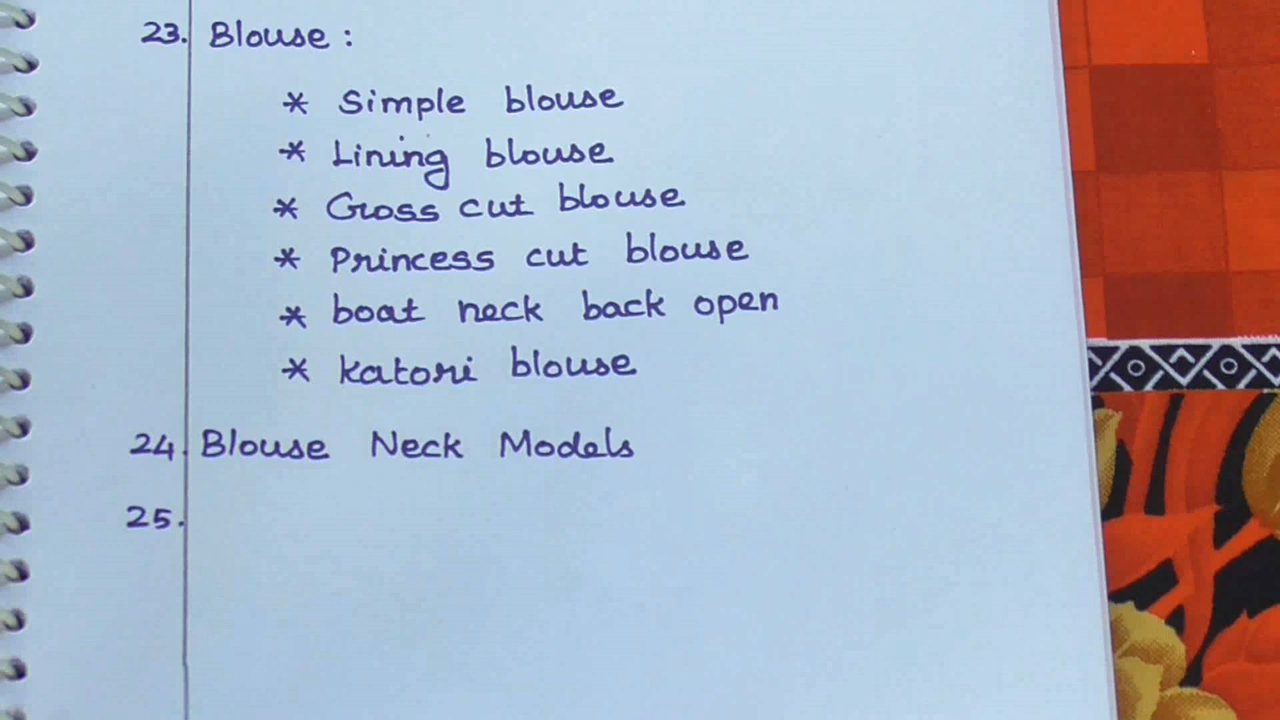 23. Blouse :
* Simple blouse
* Lining blouse
* Cross cut blouse
* Princess cut blouse
* boat neck back open
* katori blouse
24. Blouse Neck Models
25.